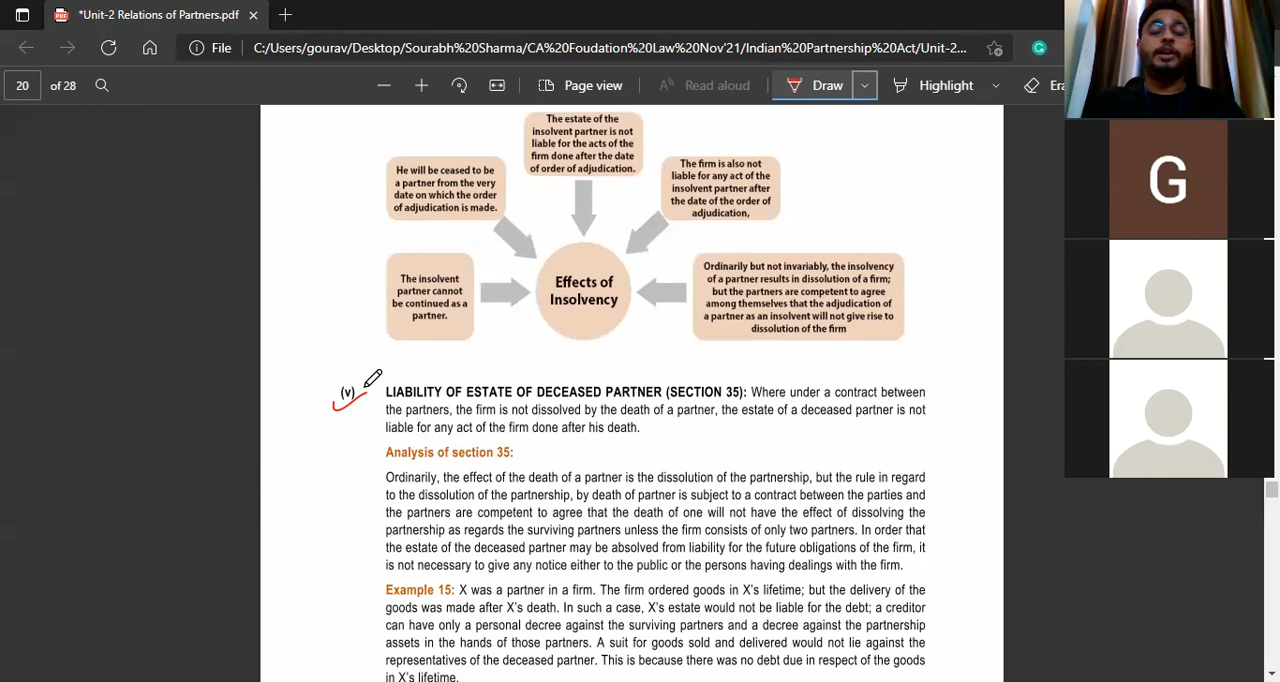 *Unit-2 Relations of Partners.pdf
File
C:/Users/gourav/Desktop/Sourabh%20Sharma/CA%20Foudation%20Law%20Nov'21/Indian%20Partnership%20Act/Unit-2...
20 of 28
Page view
Read aloud
Draw
Highlight
Era
G
The estate of the
insolvent partner is not
liable for the acts of the
firm done after the date
of order of adjudication.
He will be ceased to be
a partner from the very
date on which the order
of adjudication is made.
The firm is also not
liable for any act of the
insolvent partner after
the date of the order of
adjudication,
The insolvent
partner cannot
be continued as a
partner.
Effects of
Insolvency
Ordinarily but not invariably, the insolvency
of a partner results in dissolution of a firm;
but the partners are competent to agree
among themselves that the adjudication of
a partner as an insolvent will not give rise to
dissolution of the firm
(v) LIABILITY OF ESTATE OF DECEASED PARTNER (SECTION 35): Where under a contract between
the partners, the firm is not dissolved by the death of a partner, the estate of a deceased partner is not
liable for any act of the firm done after his death.
Analysis of section 35:
Ordinarily, the effect of the death of a partner is the dissolution of the partnership, but the rule in regard
to the dissolution of the partnership, by death of partner is subject to a contract between the parties and
the partners are competent to agree that the death of one will not have the effect of dissolving the
partnership as regards the surviving partners unless the firm consists of only two partners. In order that
the estate of the deceased partner may be absolved from liability for the future obligations of the firm, it
is not necessary to give any notice either to the public or the persons having dealings with the firm.
Example 15: X was a partner in a firm. The firm ordered goods in X's lifetime; but the delivery of the
goods was made after X's death. In such a case, X's estate would not be liable for the debt; a creditor
can have only a personal decree against the surviving partners and a decree against the partnership
assets in the hands of those partners. A suit for goods sold and delivered would not lie against the
representatives of the deceased partner. This is because there was no debt due in respect of the goods
in X's lifetime.